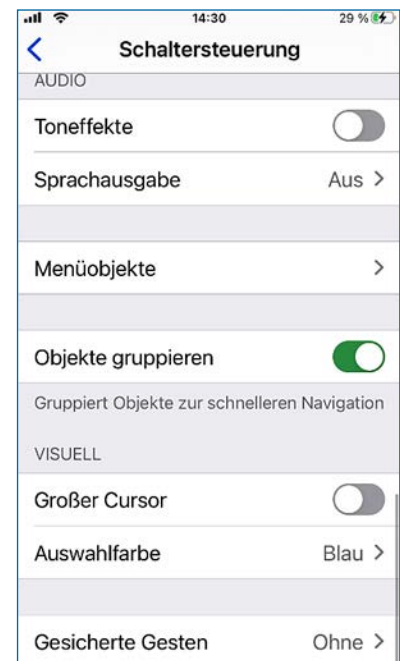 14:30
29 %
Schaltersteuerung
AUDIO
Toneffekte
Sprachausgabe Aus
Menüobjekte
Objekte gruppieren
Gruppiert Objekte zur schnelleren Navigation
VISUELL
Großer Cursor
Auswahlfarbe Blau
Gesicherte Gesten Ohne